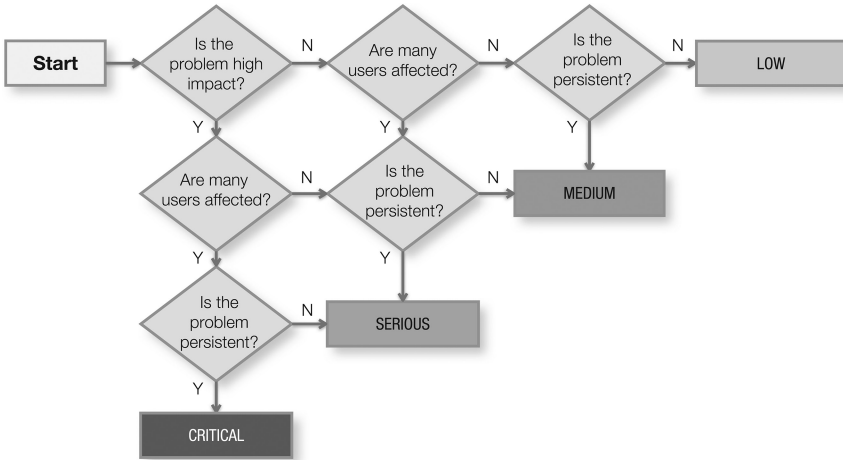 Start
Is the
problem high
impact?
N
Are many
users affected?
N
Is the
problem
persistent?
N
LOW
Y
Y
Y
Are many
users affected?
N
Is the
problem
persistent?
N
MEDIUM
Y
Y
Is the
problem
persistent?
N
SERIOUS
Y
CRITICAL